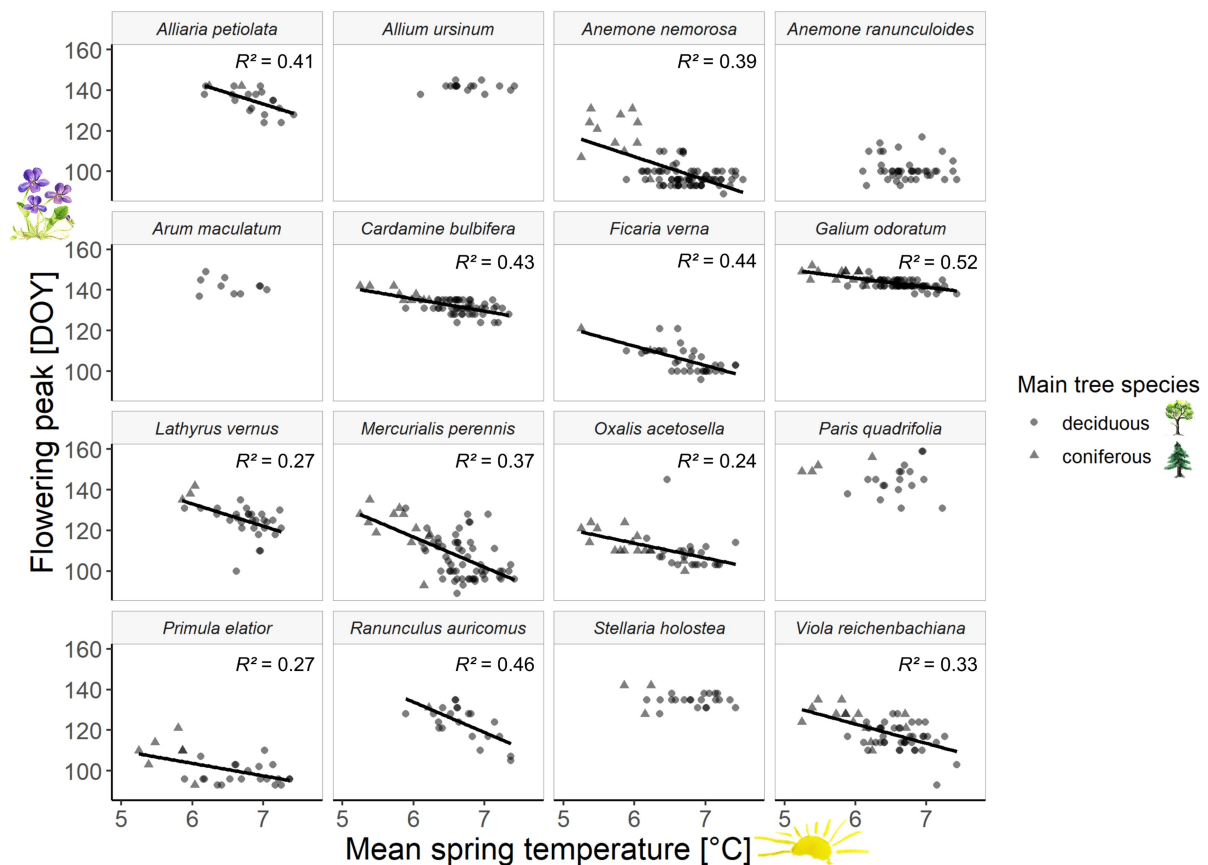 Alliaria petiolata Allium ursinum Anemone nemorosa Anemone ranunculoides
160
140
120
100
R² = 0.41 R² = 0.39
Arum maculatum Cardamine bulbifera Ficaria verna Galium odoratum
160
140
120
100
R² = 0.43 R² = 0.44 R² = 0.52
Lathyrus vernus Mercurialis perennis Oxalis acetosella Paris quadrifolia
160
140
120
100
R² = 0.27 R² = 0.37 R² = 0.24
Primula elatior Ranunculus auricomus Stellaria holostea Viola reichenbachiana
160
140
120
100
R² = 0.27 R² = 0.46 R² = 0.33
5 6 7 5 6 7 5 6 7 5 6 7
Flowering peak [DOY]
Mean spring temperature [°C]
Main tree species
deciduous
coniferous